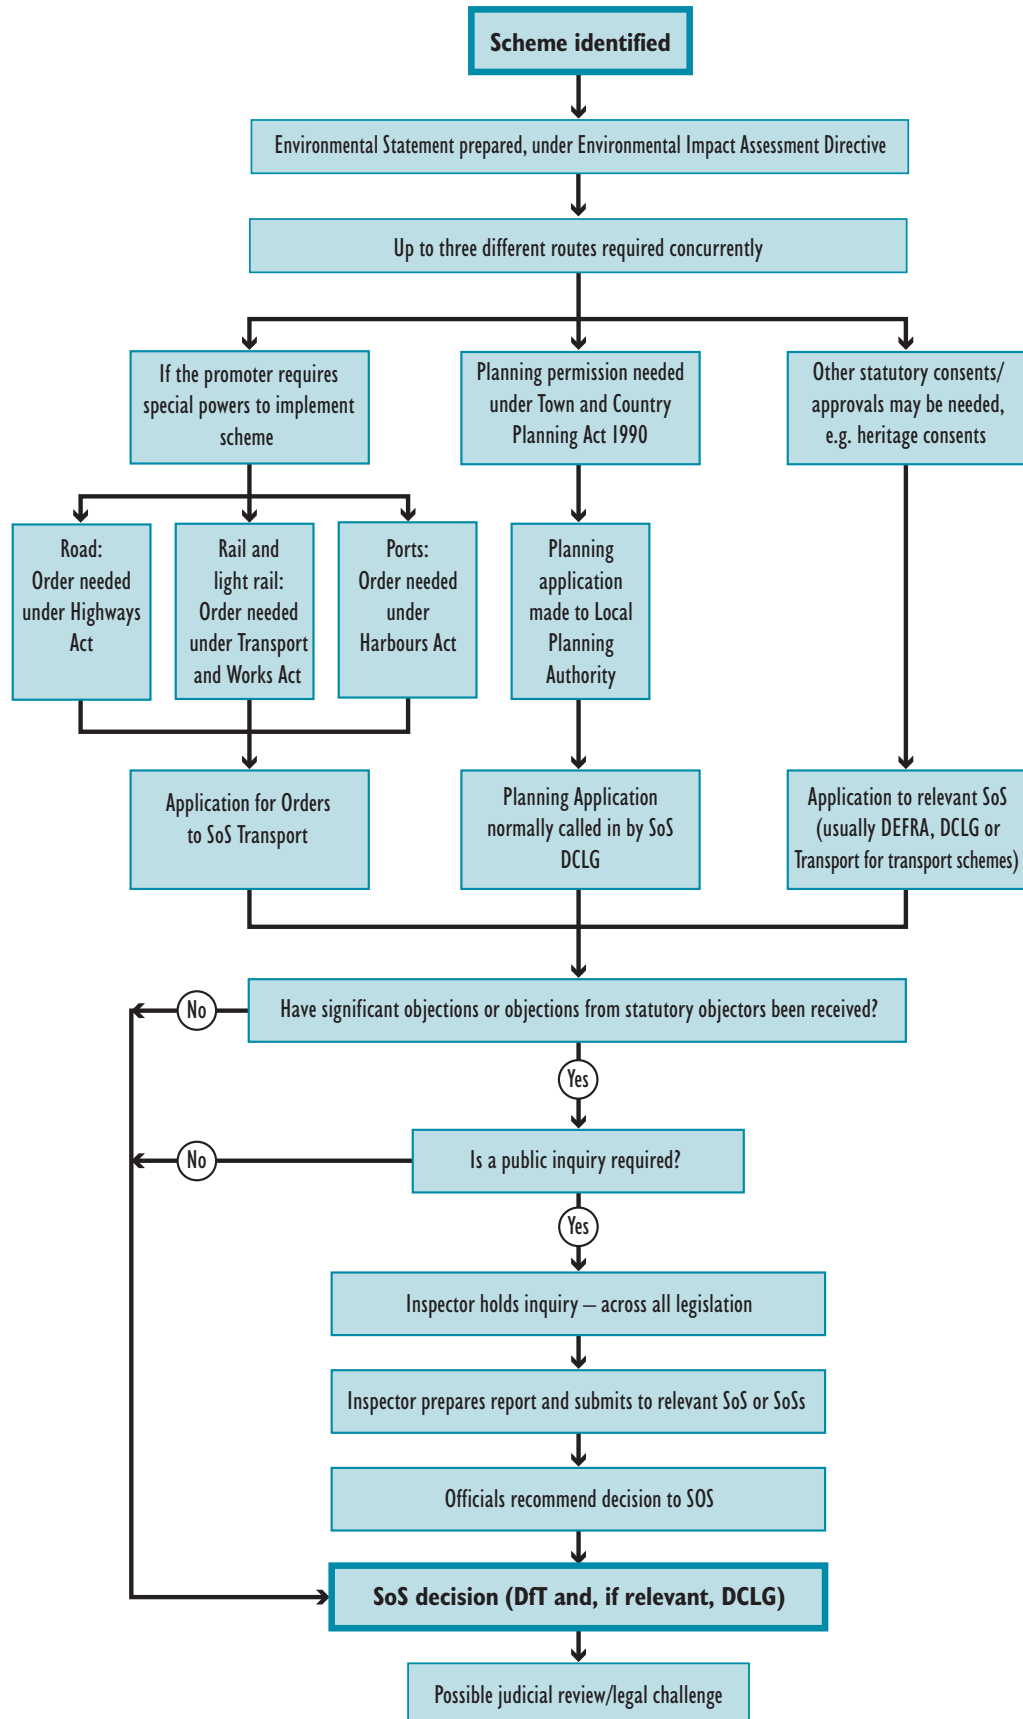 Scheme identified
Environmental Statement prepared, under Environmental Impact Assessment Directive
Up to three different routes required concurrently
If the promoter requires
special powers to implement
scheme
Planning permission needed
under Town and Country
Planning Act 1990
Other statutory consents/
approvals may be needed,
e.g. heritage consents
Road:
Order needed
under Highways
Act
Rail and
light rail:
Order needed
under Transport
and Works Act
Ports:
Order needed
under
Harbours Act
Planning
application
made to Local
Planning
Authority
Application for Orders
to SoS Transport
Planning Application
normally called in by SoS
DCLG
Application to relevant SoS
(usually DEFRA, DCLG or
Transport for transport schemes)
No
Have significant objections or objections from statutory objectors been received?
Yes
No
Is a public inquiry required?
Yes
Inspector holds inquiry – across all legislation
Inspector prepares report and submits to relevant SoS or SoSs
Officials recommend decision to SOS
SoS decision (DfT and, if relevant, DCLG)
Possible judicial review/legal challenge